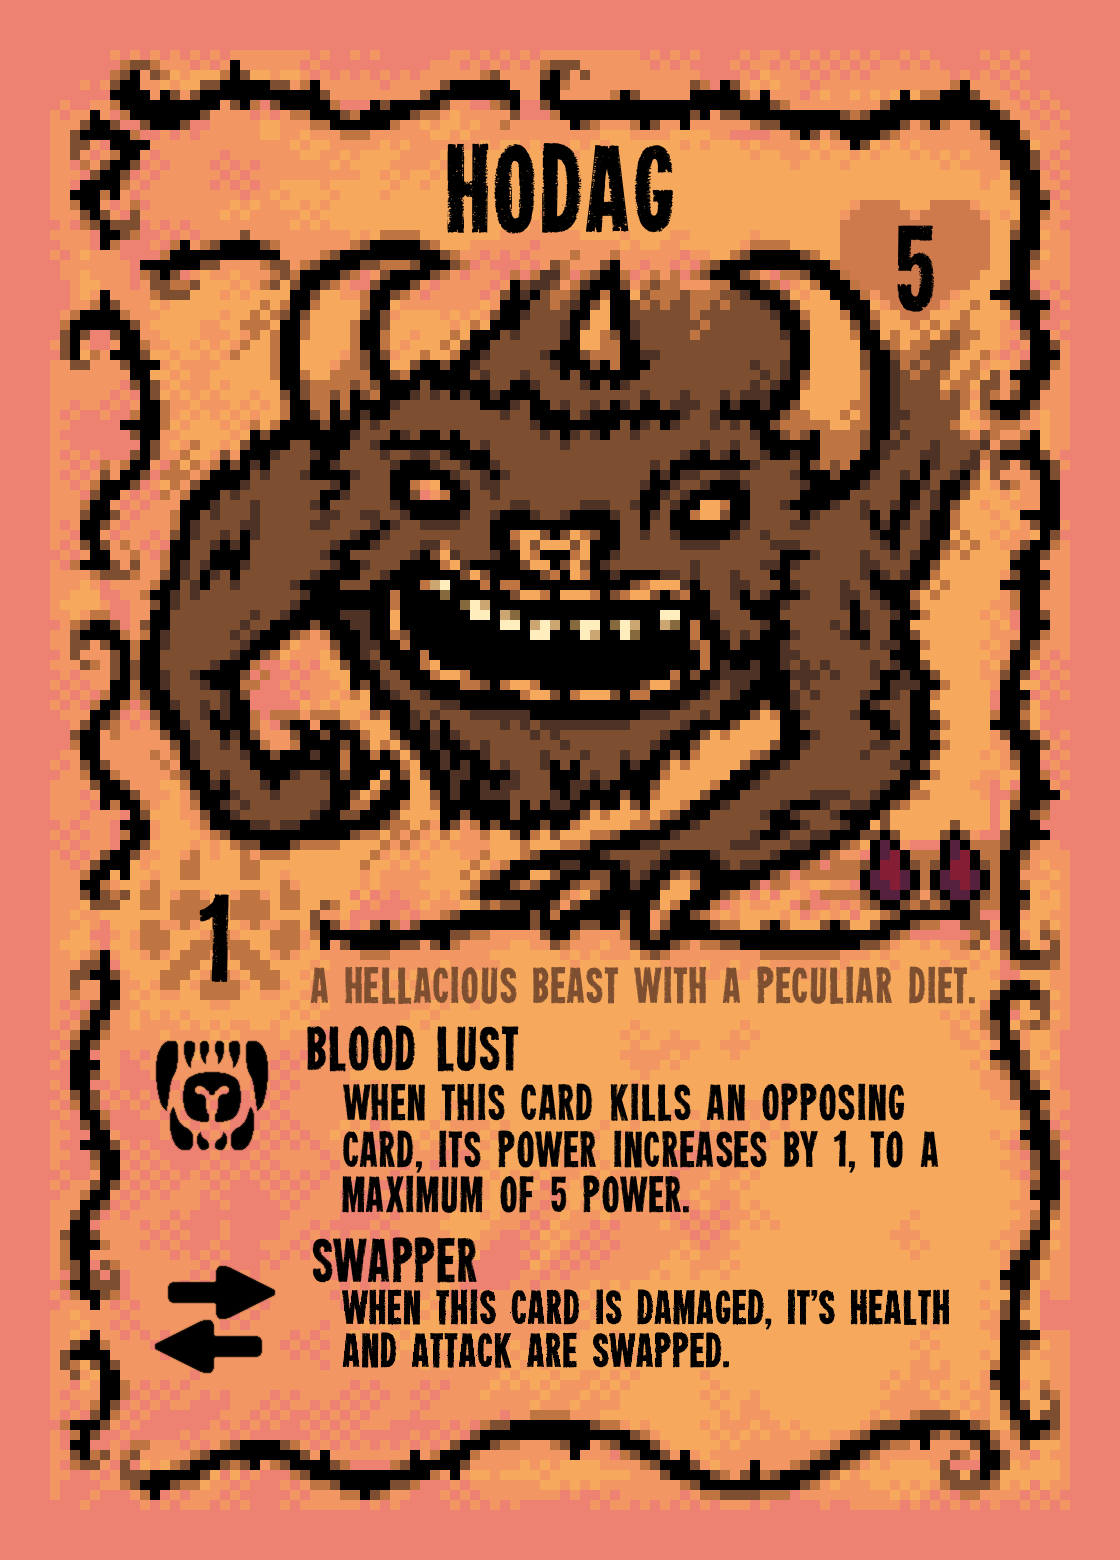 HODAG
5
1
A HELLACIOUS BEAST WITH A PECULIAR DIET.
BLOOD LUST
WHEN THIS CARD KILLS AN OPPOSING
CARD, ITS POWER INCREASES BY 1, TO A
MAXIMUM OF 5 POWER.
SWAPPER
WHEN THIS CARD IS DAMAGED, IT'S HEALTH
AND ATTACK ARE SWAPPED.